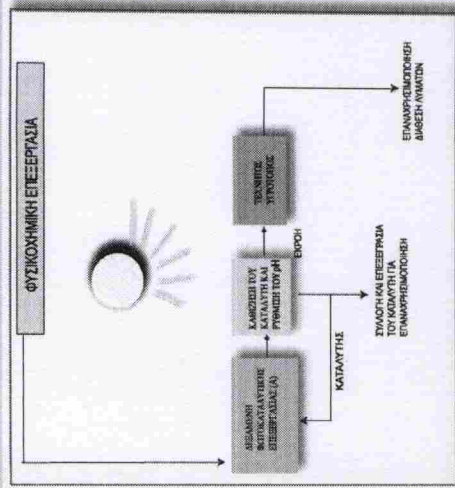 ΦΥΣΙΚΟΧΗΜΙΚΗ ΕΠΕΞΕΡΓΑΣΙΑ
ΔΕΞΑΜΕΝΗ
ΦΩΤΟΚΑΤΑΛΥΤΙΚΗΣ
ΕΠΕΞΕΡΓΑΣΙΑΣ (Α)
ΚΑΘΙΖΗΣΗ ΤΟΥ
ΚΑΤΑΛΥΤΗ ΚΑΙ
ΡΥΘΜΙΣΗ ΤΟΥ pH
ΕΚΡΟΗ
ΤΕΧΝΗΤΟΣ
ΥΓΡΟΤΟΠΟΣ
ΚΑΤΑΛΥΤΗΣ
ΣΥΛΛΟΓΗ ΚΑΙ ΕΠΕΞΕΓΡΑΣΙΑ
ΤΟΥ ΚΑΤΑΛΥΤΗ ΓΙΑ
ΕΠΑΝΑΧΡΗΣΙΜΟΠΟΙΗΣΗ
ΕΠΑΝΑΧΡΗΣΙΜΟΠΟΙΗΣΗ
ΔΙΑΘΕΣΗ ΛΥΜΑΤΩΝ